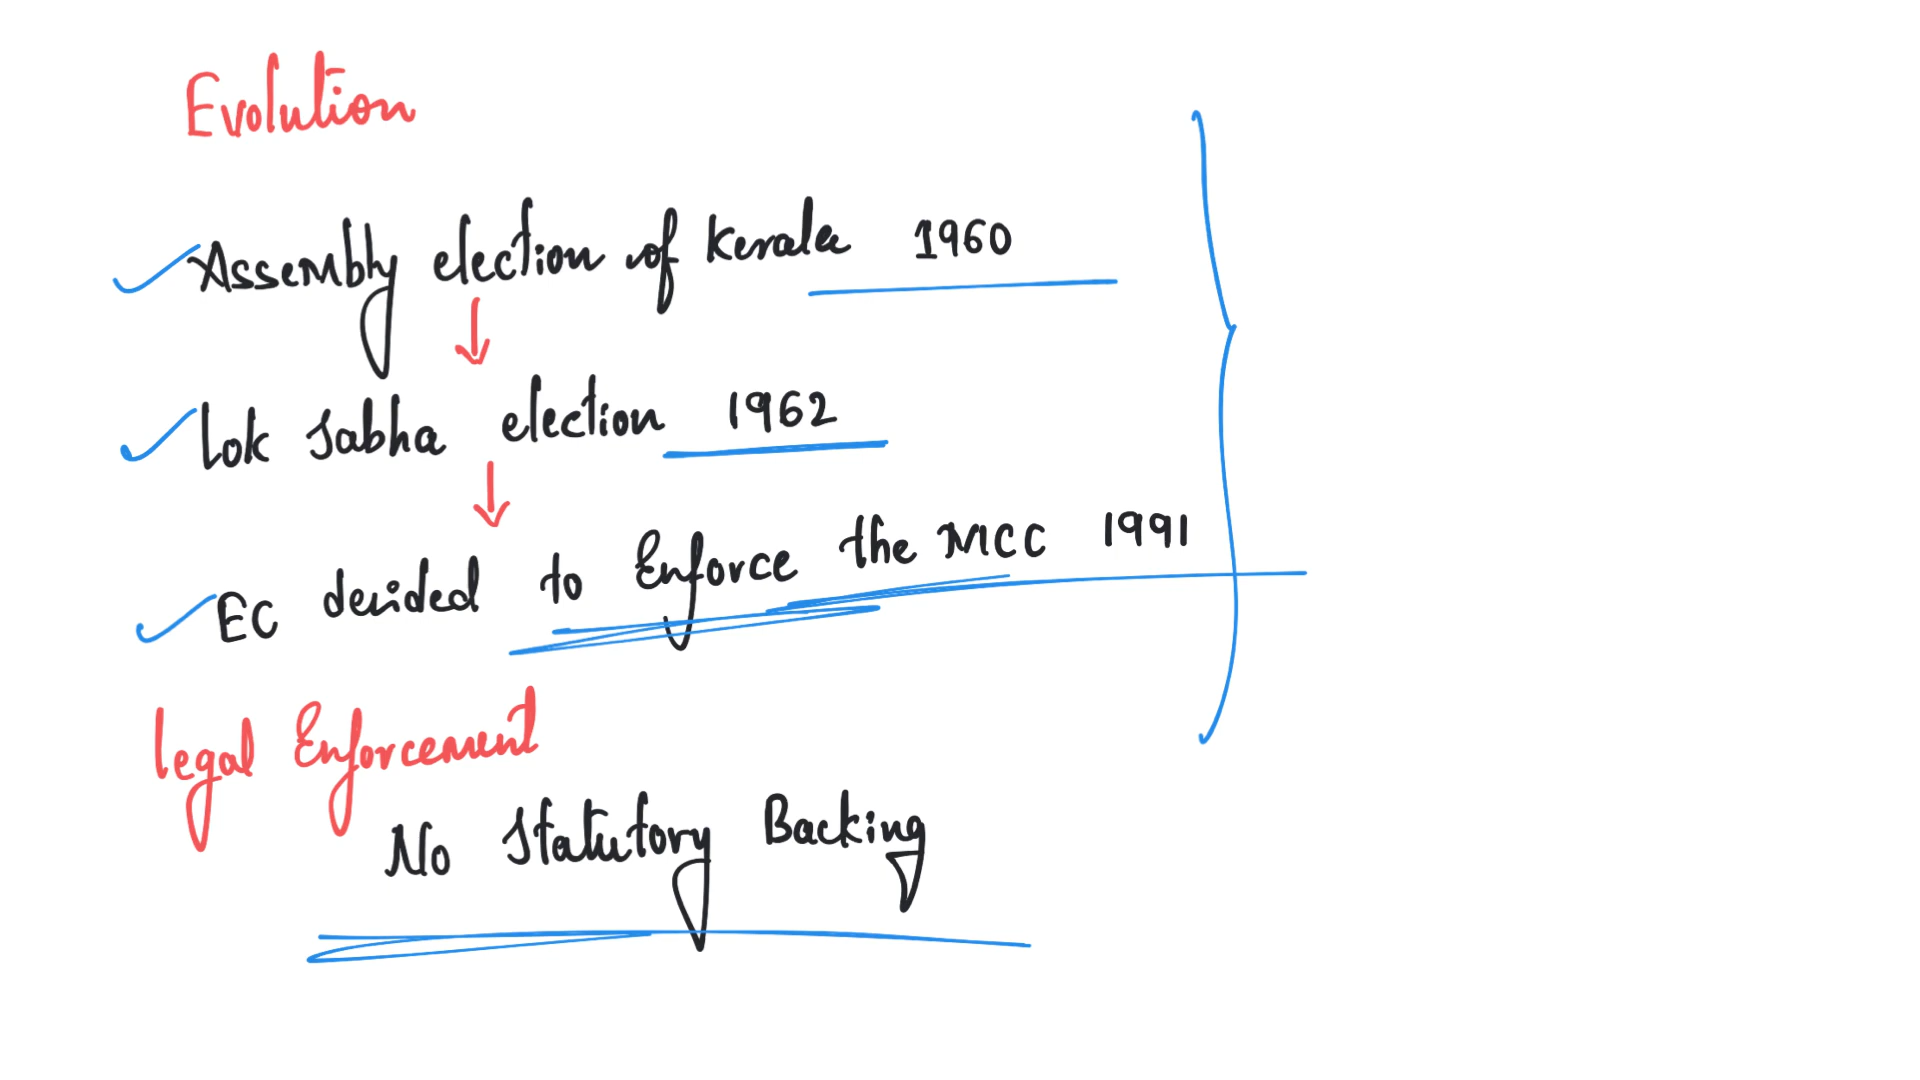 Evolution
Assembly election of Kerala 1960
Lok Sabha election 1962
EC decided to Enforce the MCC 1991
Legal Enforcement
No Statutory Backing